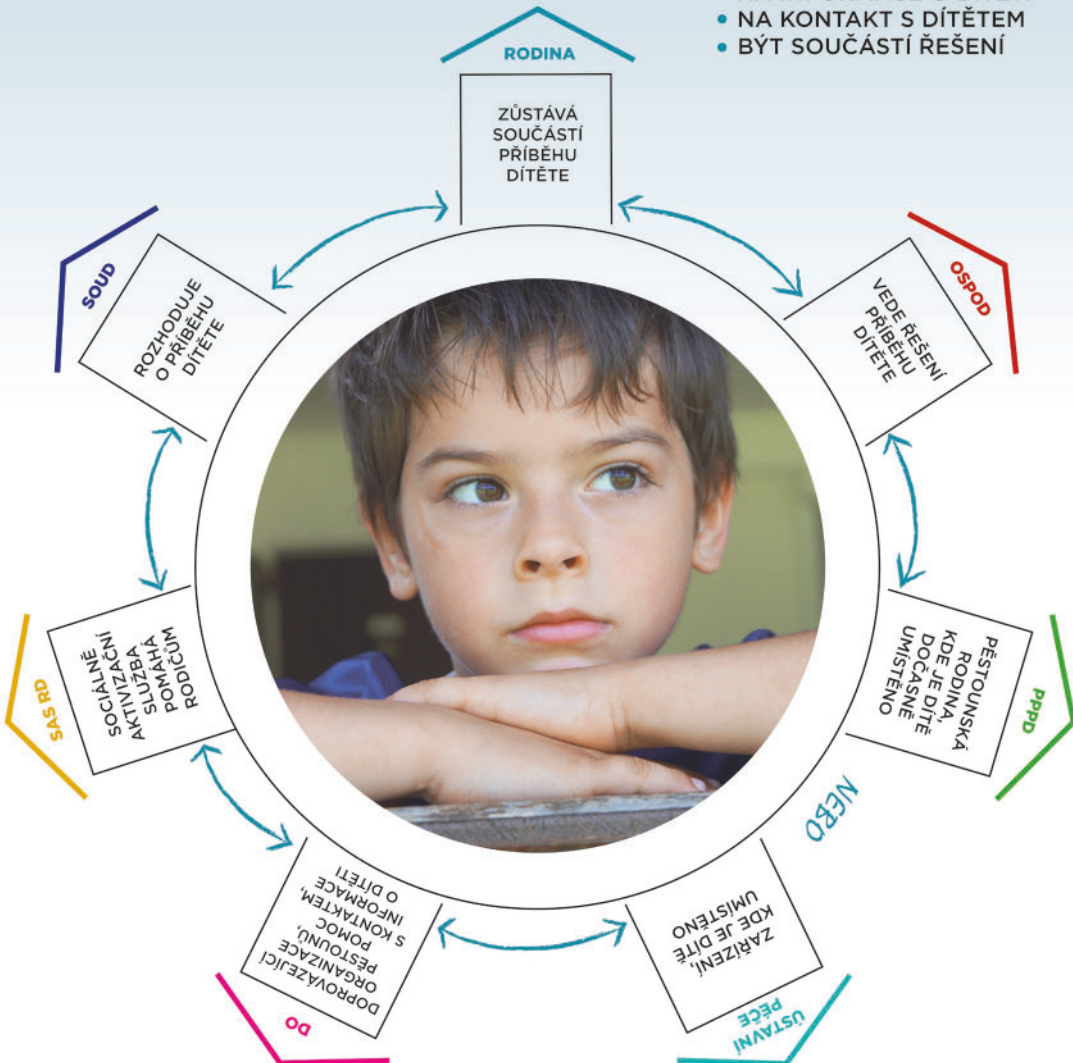 • NA KONTAKT S DÍTĚTEM
• BÝT SOUČÁSTÍ ŘEŠENÍ
RODINA
ZŮSTÁVÁ
SOUČÁSTÍ
PŘÍBĚHU
DÍTĚTE
OSPOD
VEDE ŘEŠENÍ
PŘÍBĚHU
DÍTĚTE
PPPD
PĚSTOUNSKÁ
RODINA,
KDE JE DÍTĚ
DOČASNĚ
UMÍSTĚNO
NEBO
ZAŘÍZENÍ,
KDE JE DÍTĚ
UMÍSTĚNO
ÚSTAVNÍ
PÉČE
DOPROVÁZEJÍCÍ
ORGANIZACE
PĚSTOUNŮ,
POMOC
S KONTAKTEM,
INFORMACE
O DÍTĚTI
DO
SAS RD
SOCIÁLNĚ
AKTIVIZAČNÍ
SLUŽBA
POMÁHÁ
RODIČŮM
SOUD
ROZHODUJE
O PŘÍBĚHU
DÍTĚTE